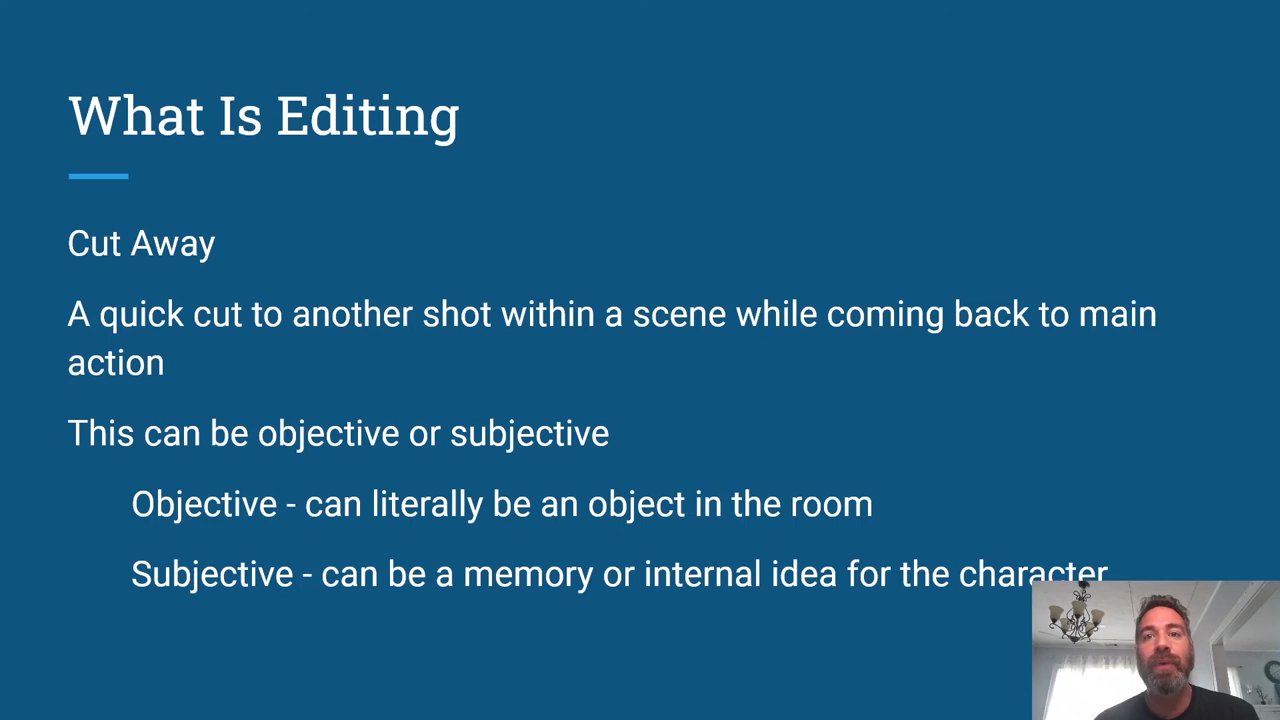 What Is Editing
Cut Away
A quick cut to another shot within a scene while coming back to main
action
This can be objective or subjective
Objective - can literally be an object in the room
Subjective - can be a memory or internal idea for the character